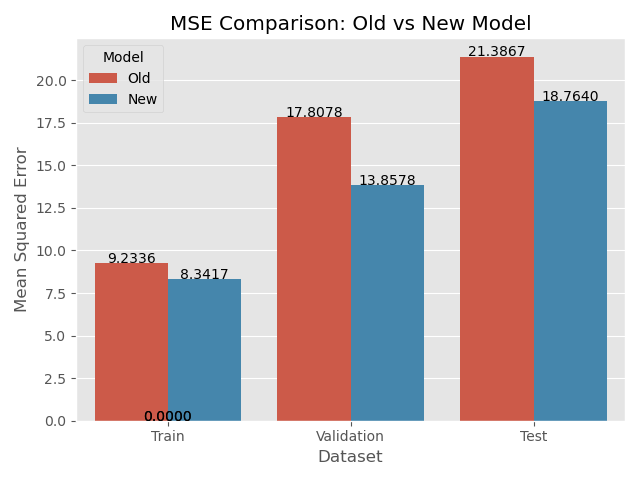 MSE Comparison: Old vs New Model
Model
Old
New
Mean Squared Error
20.0
17.5
15.0
12.5
10.0
7.5
5.0
2.5
0.0
9.2336
8.3417
17.8078
13.8578
21.3867
18.7640
0.0000
Train
Validation
Test
Dataset